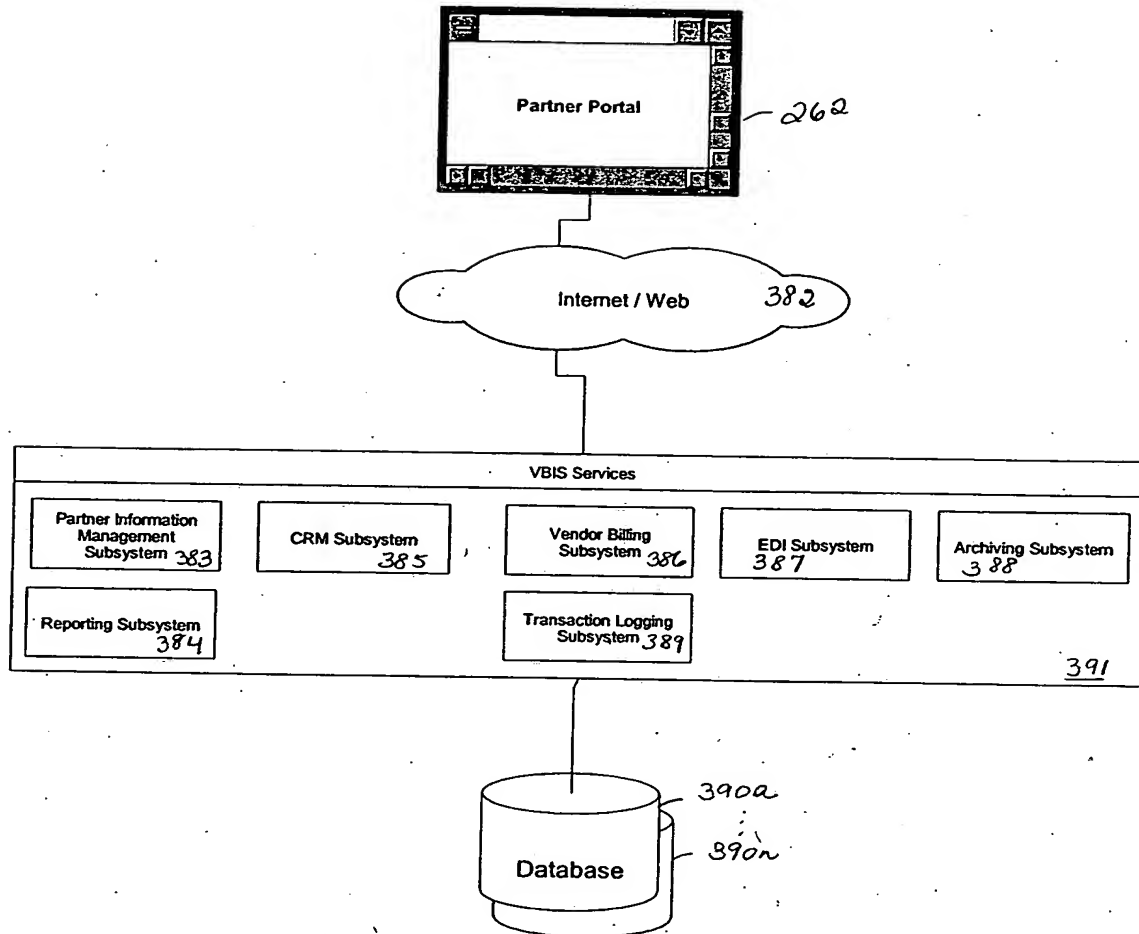 Partner Portal
262
Internet / Web 382
VBIS Services
Partner Information
Management
Subsystem 383
CRM Subsystem
385
Vendor Billing
Subsystem 386
EDI Subsystem
387
Archiving Subsystem
388
Reporting Subsystem
384
Transaction Logging
Subsystem 389
391
390a
390n
Database